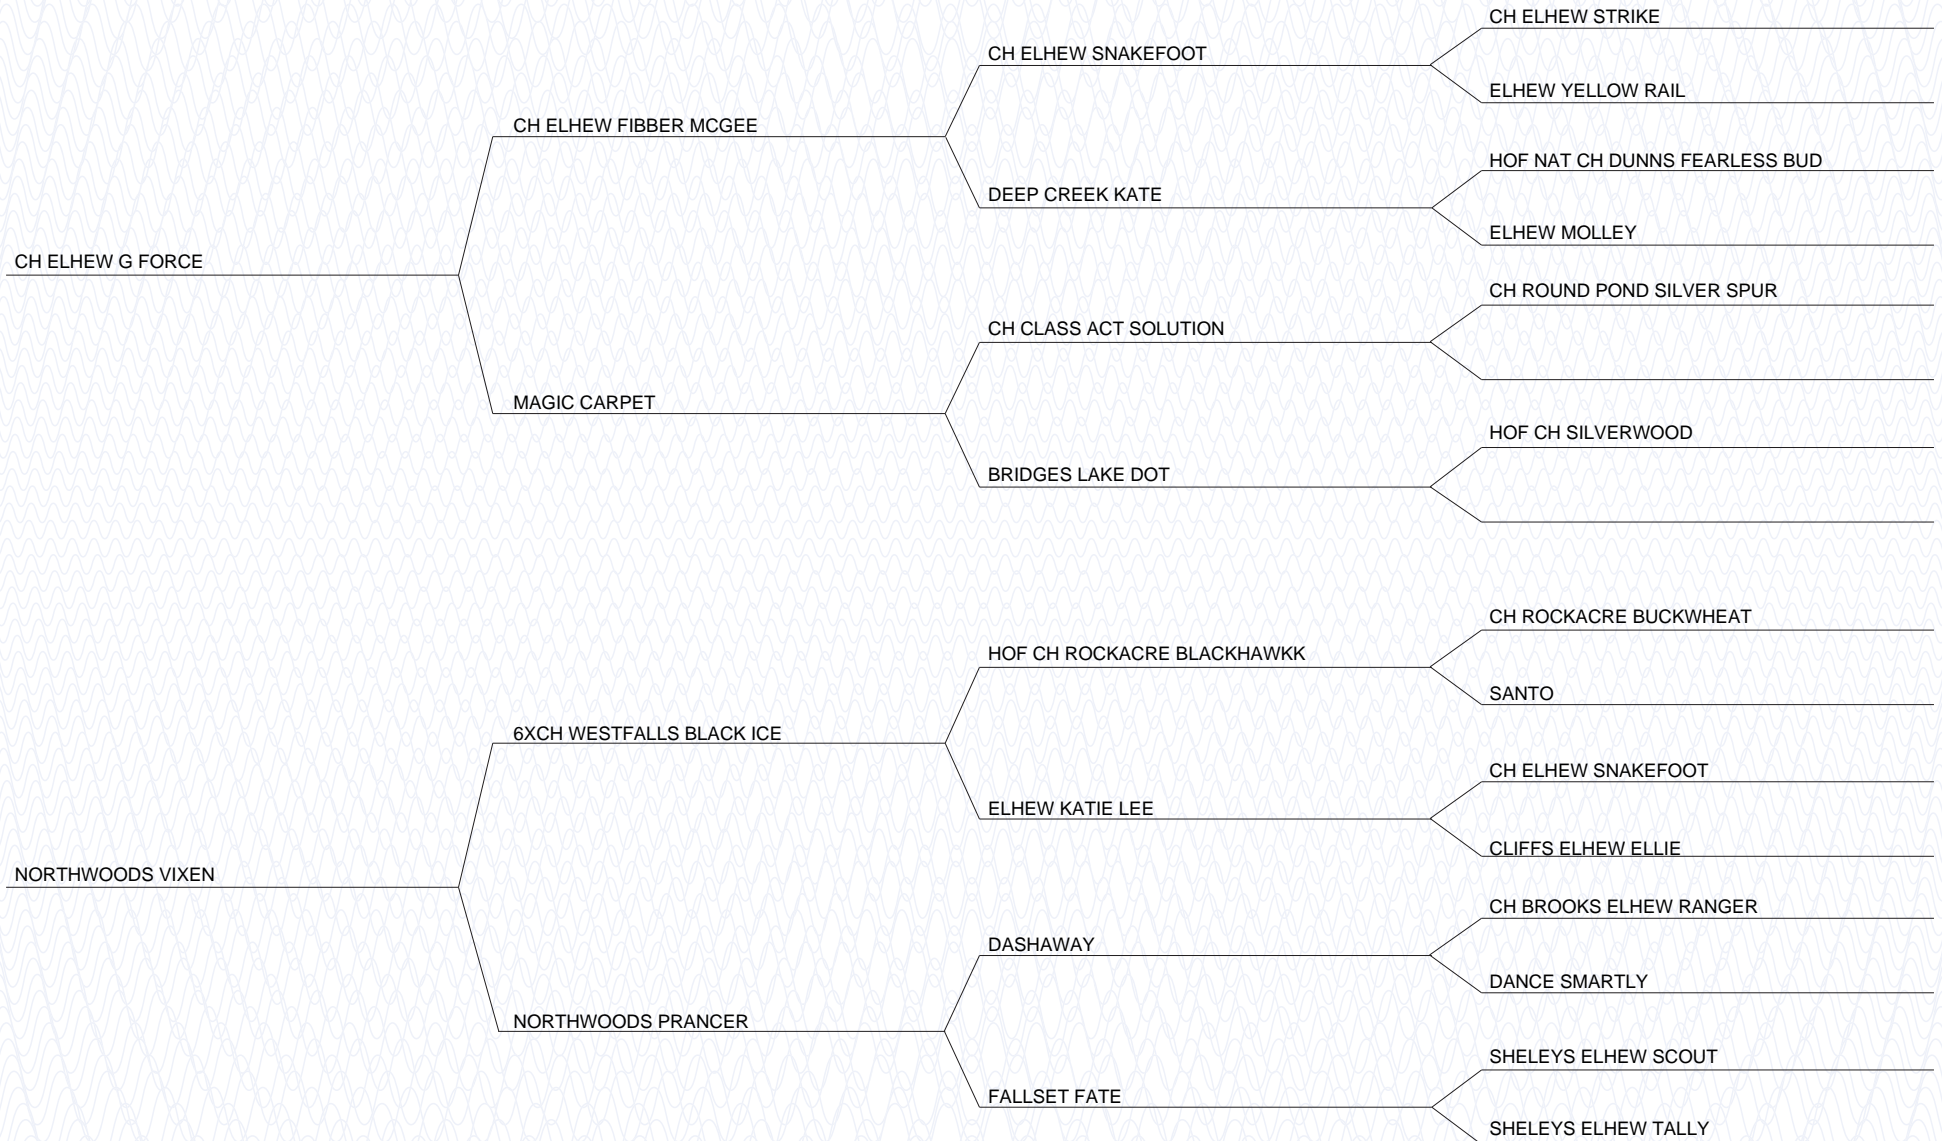 CH ELHEW STRIKE
CH ELHEW SNAKEFOOT
ELHEW YELLOW RAIL
CH ELHEW FIBBER MCGEE
HOF NAT CH DUNNS FEARLESS BUD
DEEP CREEK KATE
ELHEW MOLLEY
CH ELHEW G FORCE
CH ROUND POND SILVER SPUR
CH CLASS ACT SOLUTION
MAGIC CARPET
HOF CH SILVERWOOD
BRIDGES LAKE DOT
CH ROCKACRE BUCKWHEAT
HOF CH ROCKACRE BLACKHAWKK
SANTO
6XCH WESTFALLS BLACK ICE
CH ELHEW SNAKEFOOT
ELHEW KATIE LEE
CLIFFS ELHEW ELLIE
NORTHWOODS VIXEN
CH BROOKS ELHEW RANGER
DASHAWAY
DANCE SMARTLY
NORTHWOODS PRANCER
SHELEYS ELHEW SCOUT
FALLSET FATE
SHELEYS ELHEW TALLY